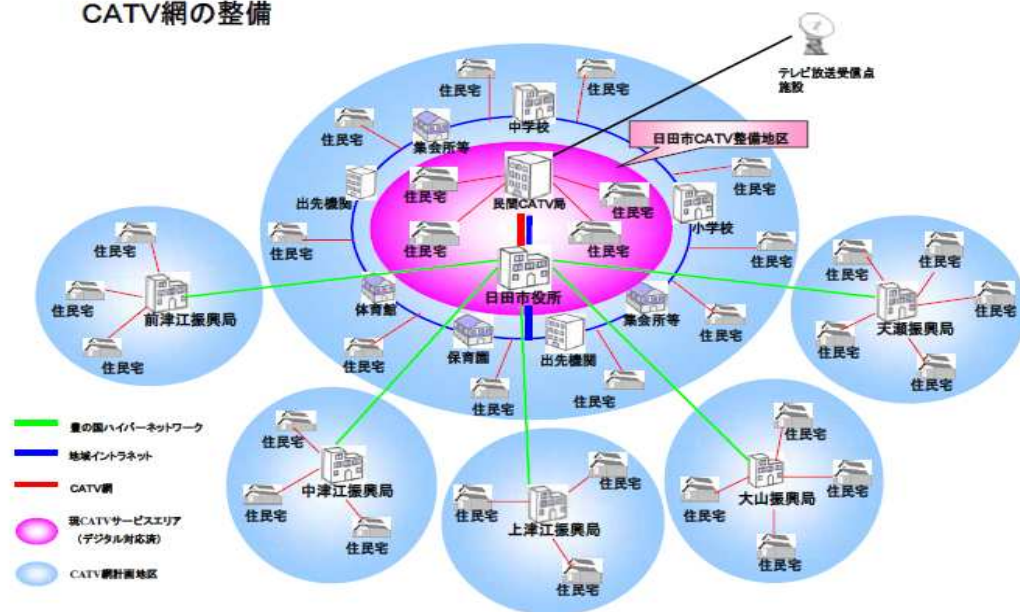 CATV網の整備
テレビ放送受信点
施設
日田市CATV整備地区
住民宅
住民宅
住民宅
中学校
集会所等
住民宅
住民宅
民間CATV局
住民宅
出先機関
小学校
住民宅
住民宅
住民宅
住民宅
日田市役所
体育館
集会所等
住民宅
保育園
出先機関
住民宅
住民宅
住民宅
住民宅
住民宅
前津江振興局
住民宅
住民宅
住民宅
住民宅
天瀬振興局
住民宅
住民宅
住民宅
中津江振興局
住民宅
住民宅
住民宅
上津江振興局
住民宅
住民宅
住民宅
大山振興局
住民宅
住民宅
住民宅
豊の国ハイパーネットワーク
地域イントラネット
CATV網
現CATVサービスエリア
(デジタル対応済)
CATV網計画地区